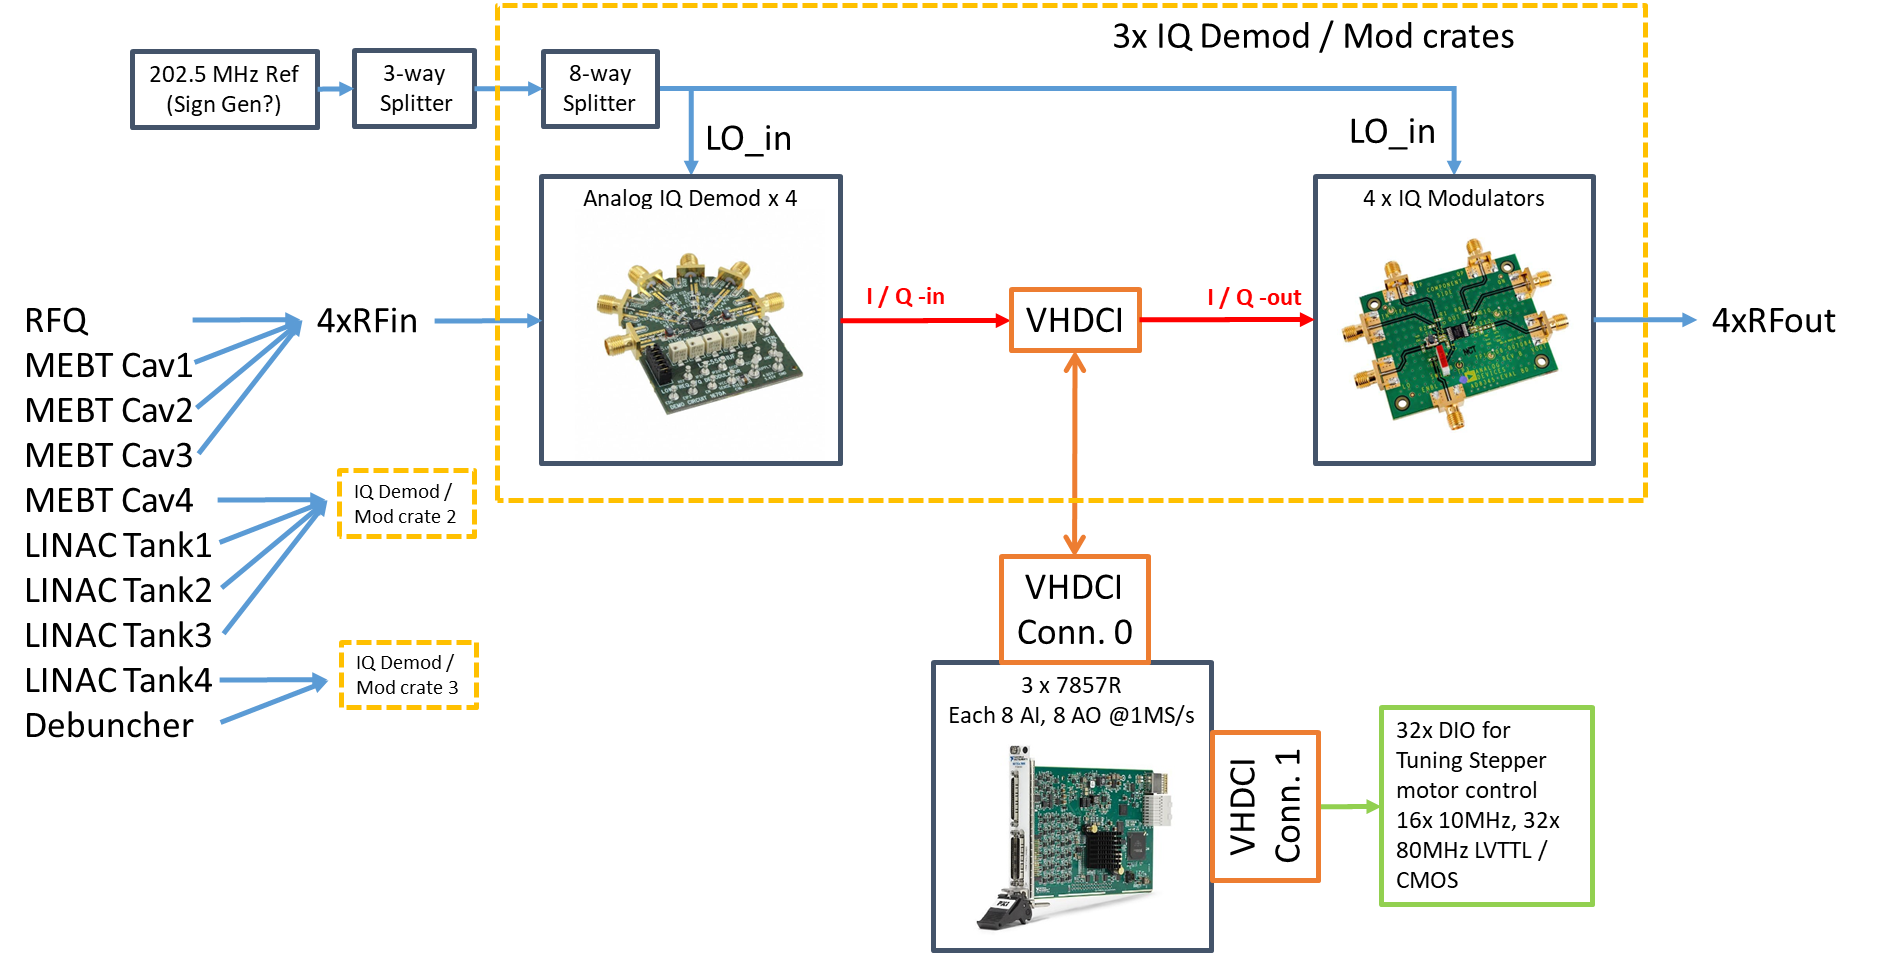 3x IQ Demod / Mod crates
202.5 MHz Ref
(Sign Gen?)
3-way
Splitter
8-way
Splitter
LO_in
LO_in
Analog IQ Demod x 4
4 x IQ Modulators
I / Q -in
VHDCI
I / Q -out
4xRFin
4xRFout
RFQ
MEBT Cav1
MEBT Cav2
MEBT Cav3
MEBT Cav4
LINAC Tank1
LINAC Tank2
LINAC Tank3
LINAC Tank4
Debuncher
IQ Demod /
Mod crate 2
IQ Demod /
Mod crate 3
VHDCI
Conn. 0
3 x 7857R
Each 8 AI, 8 AO @1MS/s
VHDCI
Conn. 1
32x DIO for
Tuning Stepper
motor control
16x 10MHz, 32x
80MHz LVTTL /
CMOS
DEMO CIRCUIT 1670A
PXI